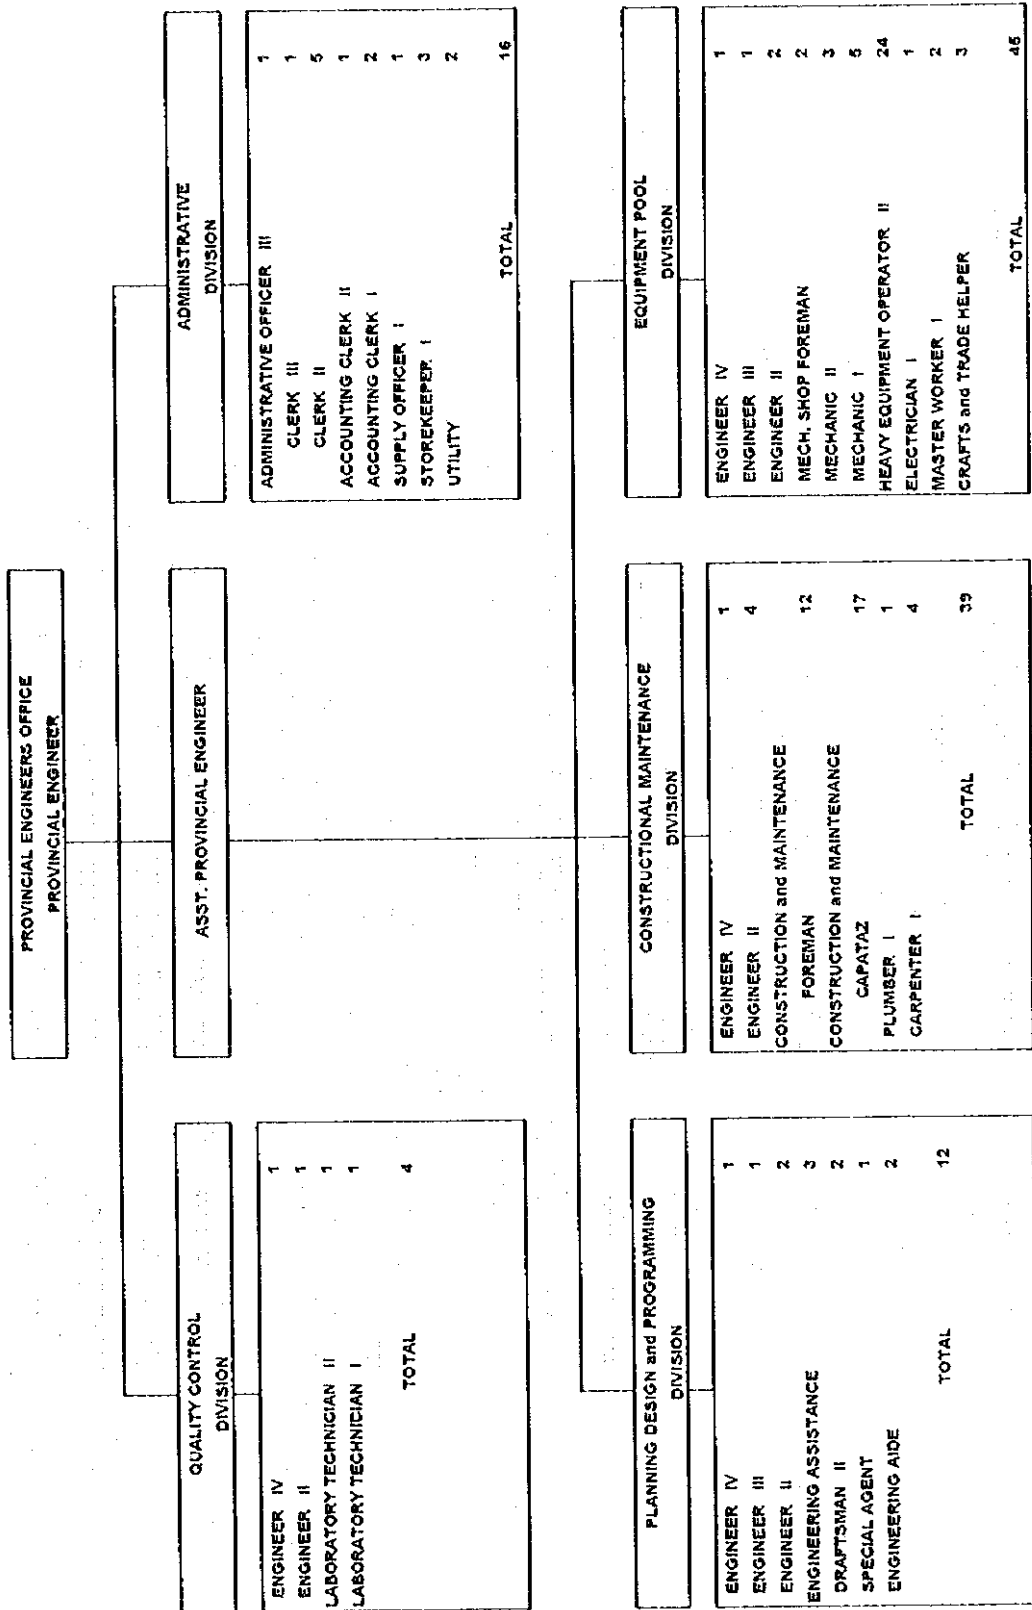 PROVINCIAL ENGINEERS OFFICE
PROVINCIAL ENGINEER
QUALITY CONTROL
DIVISION
ENGINEER IV 1
ENGINEER II 1
LABORATORY TECHNICIAN II 1
LABORATORY TECHNICIAN I 1
TOTAL 4
ASST. PROVINCIAL ENGINEER
ADMINISTRATIVE
DIVISION
ADMINISTRATIVE OFFICER III 1
CLERK III 1
CLERK II 5
ACCOUNTING CLERK II 1
ACCOUNTING CLERK I 2
SUPPLY OFFICER I 1
STOREKEEPER I 3
UTILITY 2
TOTAL 16
PLANNING DESIGN and PROGRAMMING
DIVISION
ENGINEER IV 1
ENGINEER III 1
ENGINEER II 2
ENGINEERING ASSISTANCE 3
DRAFTSMAN II 2
SPECIAL AGENT 1
ENGINEERING AIDE 2
TOTAL 12
CONSTRUCTIONAL MAINTENANCE
DIVISION
ENGINEER IV 1
ENGINEER II 4
CONSTRUCTION and MAINTENANCE
FOREMAN 12
CONSTRUCTION and MAINTENANCE
CAPATAZ 17
PLUMBER I 1
CARPENTER I 4
TOTAL 39
EQUIPMENT POOL
DIVISION
ENGINEER IV 1
ENGINEER III 1
ENGINEER II 2
MECH. SHOP FOREMAN 2
MECHANIC II 3
MECHANIC I 5
HEAVY EQUIPMENT OPERATOR II 24
ELECTRICIAN I 1
MASTER WORKER I 2
CRAFTS and TRADE HELPER 3
TOTAL 45